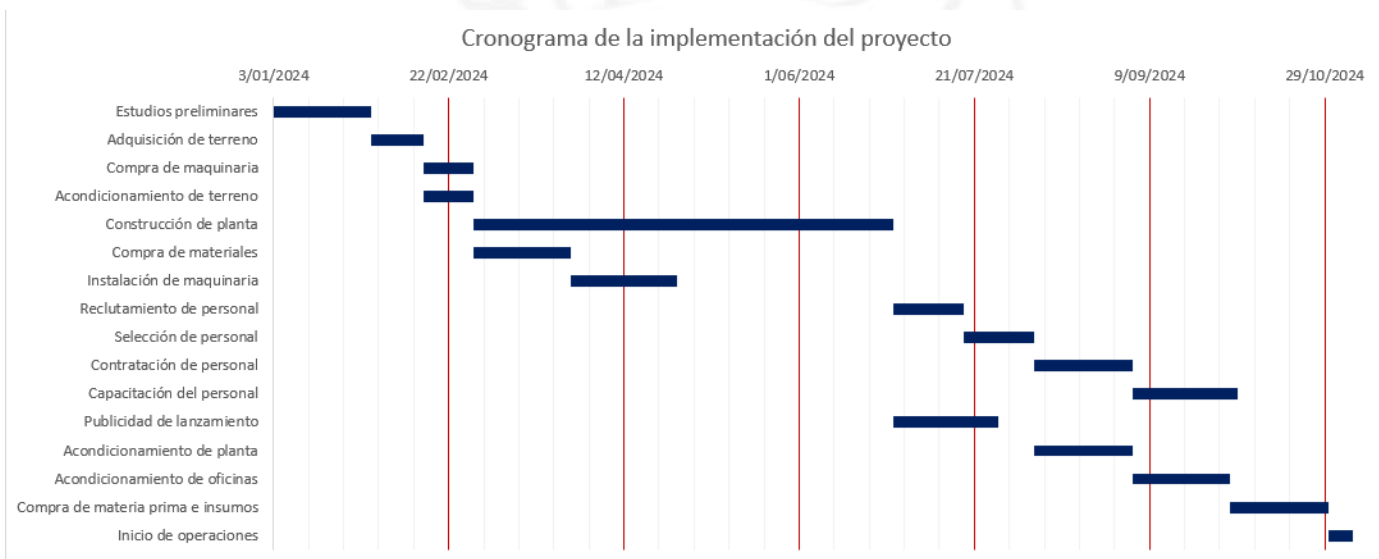 Cronograma de la implementación del proyecto
3/01/2024 22/02/2024 12/04/2024 1/06/2024 21/07/2024 9/09/2024 29/10/2024
Estudios preliminares
Adquisición de terreno
Compra de maquinaria
Acondicionamiento de terreno
Construcción de planta
Compra de materiales
Instalación de maquinaria
Reclutamiento de personal
Selección de personal
Contratación de personal
Capacitación del personal
Publicidad de lanzamiento
Acondicionamiento de planta
Acondicionamiento de oficinas
Compra de materia prima e insumos
Inicio de operaciones